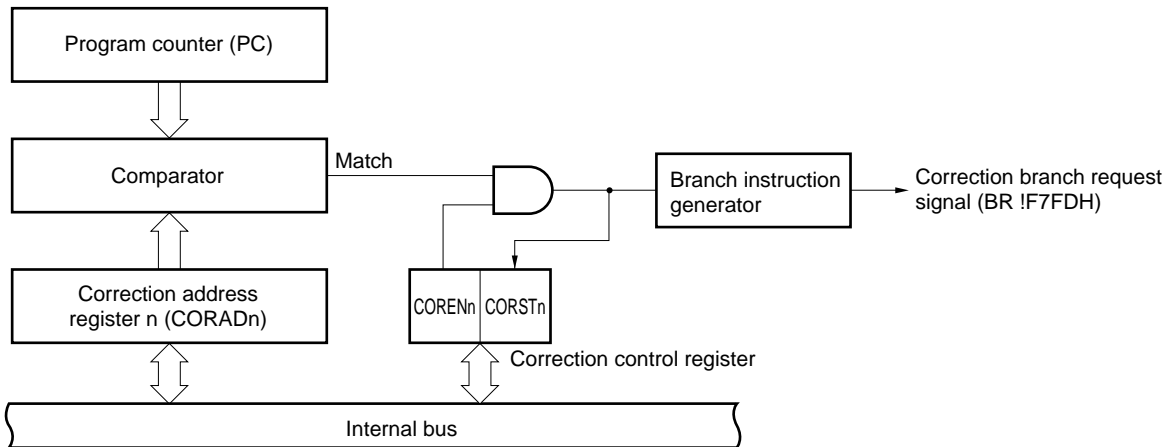 Program counter (PC)
Comparator
Match
Branch instruction
generator
Correction branch request
signal (BR !F7FDH)
Correction address
register n (CORADn)
CORENn
CORSTn
Correction control register
Internal bus